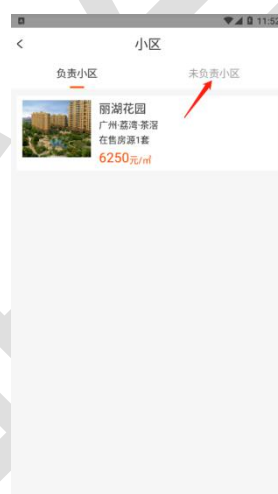 11:52
小区
负责小区
未负责小区
丽湖花园
广州·荔湾·茶滘
在售房源1套
6250元/㎡